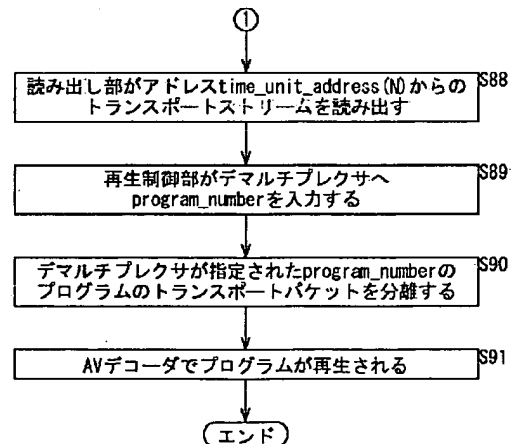 ①
読み出し部がアドレスtime_unit_address(N)からの
トランスポートストリームを読み出す
S88
再生制御部がデマルチプレクサへ
program_numberを入力する
S89
デマルチプレクサが指定されたprogram_numberの
プログラムのトランスポートパケットを分離する
S90
AVデコーダでプログラムが再生される
S91
エンド